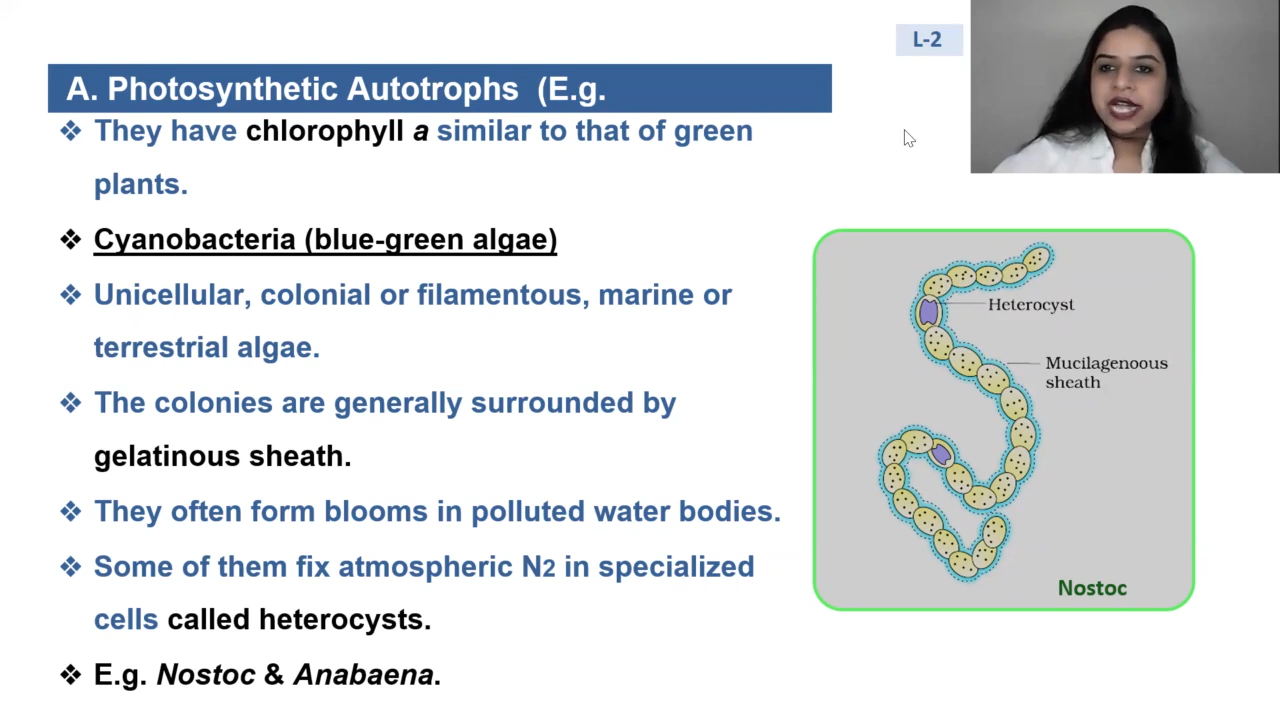 L-2
A. Photosynthetic Autotrophs (E.g.
❖ They have chlorophyll a similar to that of green
plants.
❖ Cyanobacteria (blue-green algae)
❖ Unicellular, colonial or filamentous, marine or
terrestrial algae.
❖ The colonies are generally surrounded by
gelatinous sheath.
❖ They often form blooms in polluted water bodies.
❖ Some of them fix atmospheric N2 in specialized
cells called heterocysts.
❖ E.g. Nostoc & Anabaena.
Heterocyst
Mucilagenoous
sheath
Nostoc